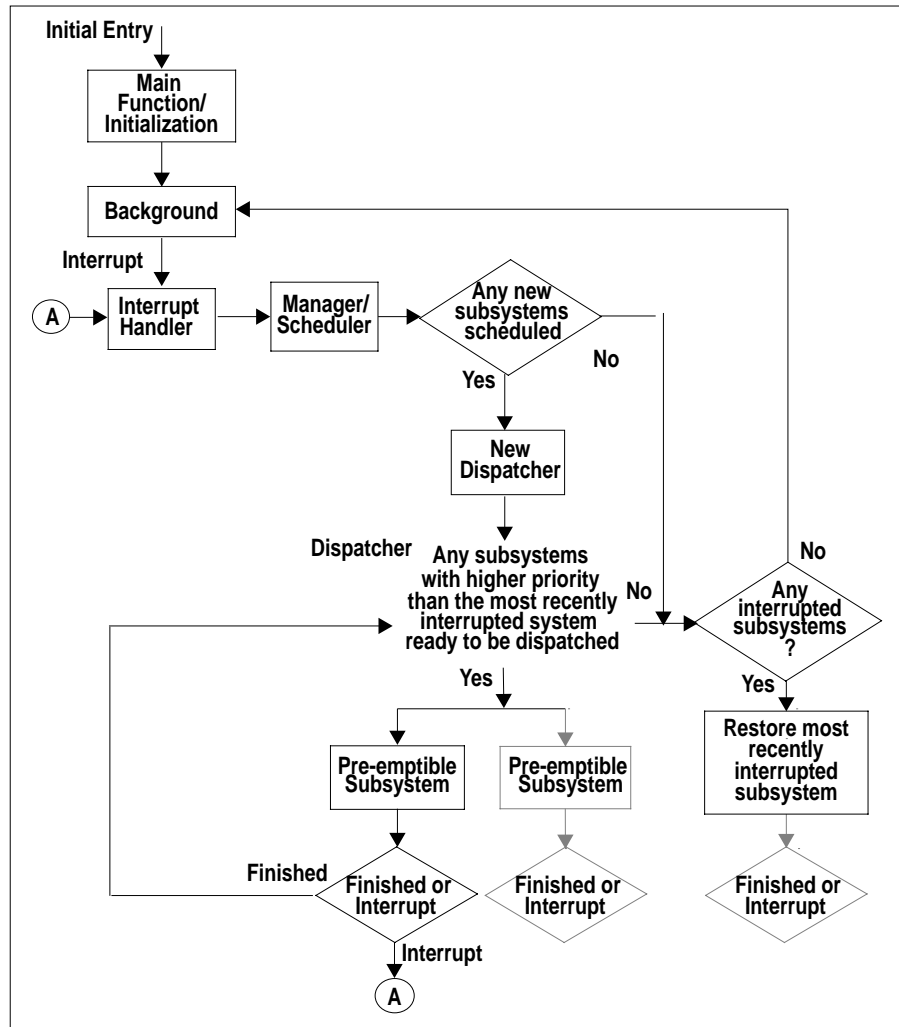 Initial Entry
Main
Function/
Initialization
Background
Interrupt
A
Interrupt
Handler
Manager/
Scheduler
Any new
subsystems
scheduled
No
Yes
New
Dispatcher
Dispatcher
Any subsystems
with higher priority
than the most recently
interrupted system
ready to be dispatched
No
No
Any
interrupted
subsystems
?
Yes
Yes
Restore most
recently
interrupted
subsystem
Pre-emptible
Subsystem
Pre-emptible
Subsystem
Finished
Finished or
Interrupt
Finished or
Interrupt
Finished or
Interrupt
Interrupt
A